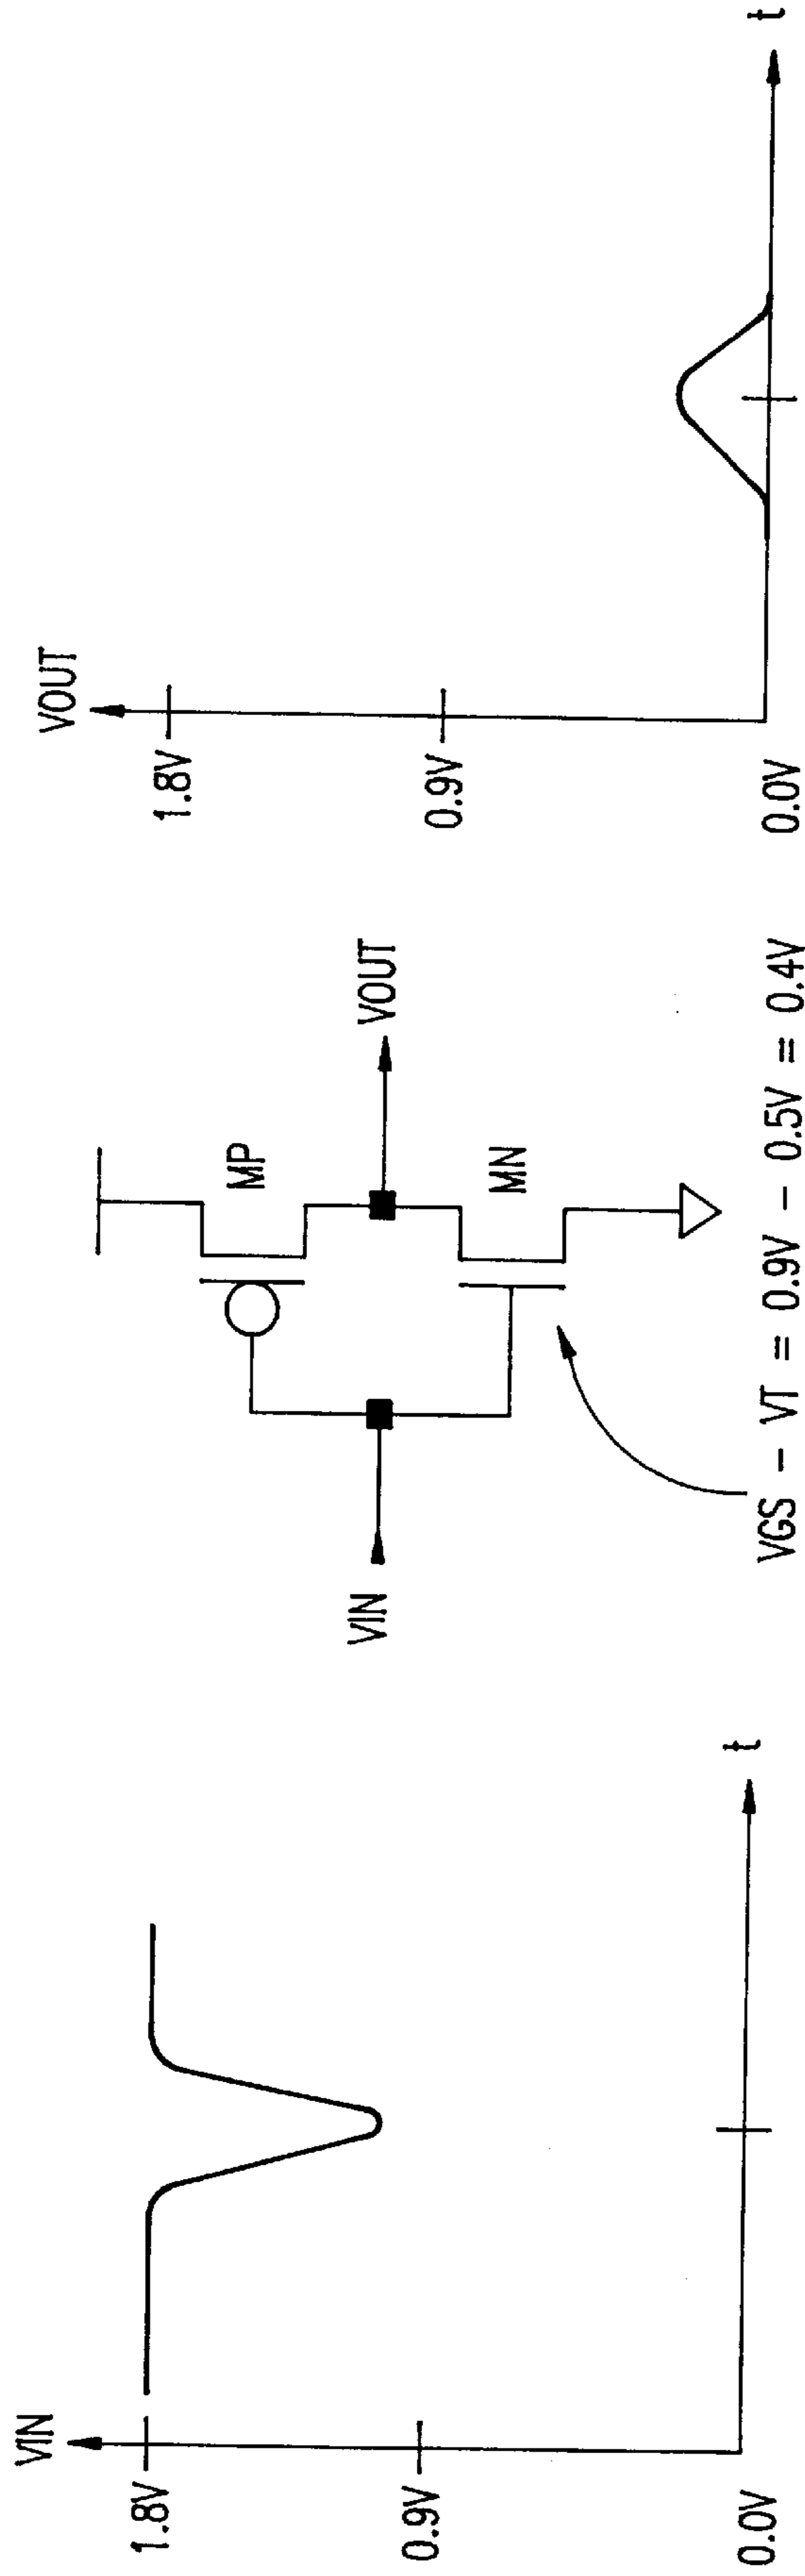 VIN
1.8V
0.9V
0.0V
t
VIN
MP
VOUT
MN
VGS - VT = 0.9V - 0.5V = 0.4V
VOUT
1.8V
0.9V
0.0V
t